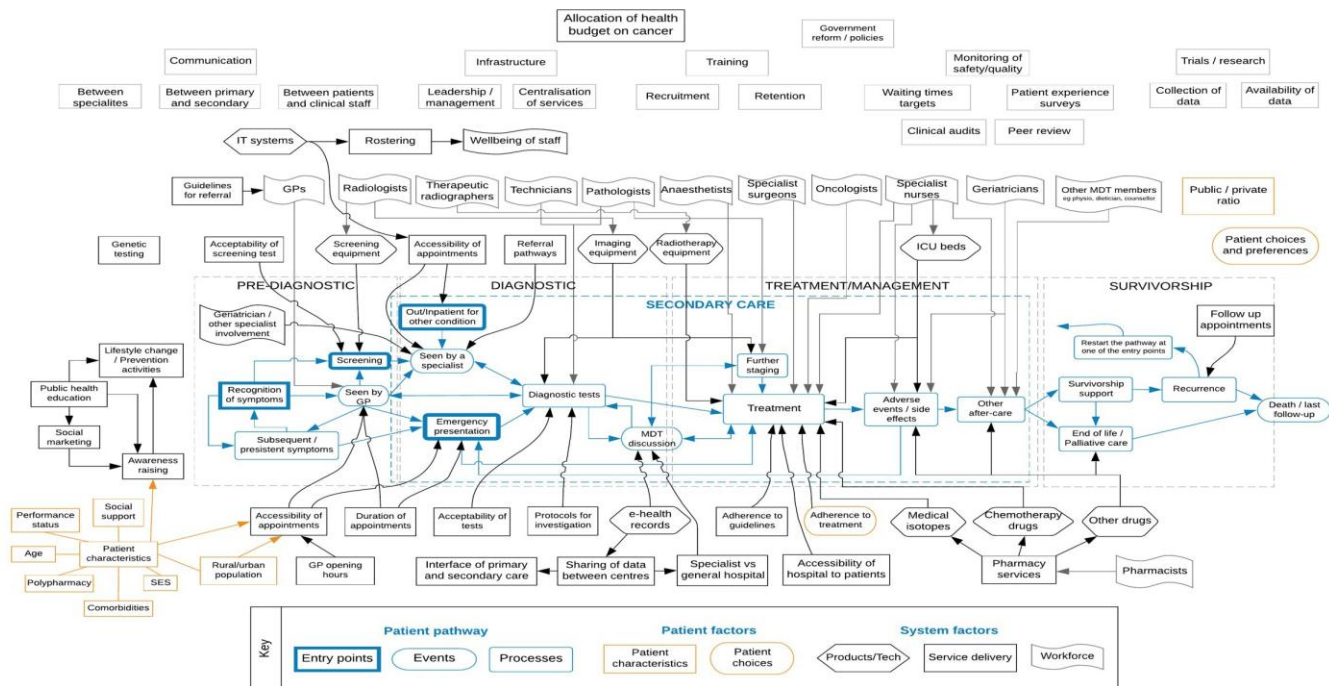 Allocation of health
budget on cancer
Government
reform / policies
Communication
Infrastructure
Training
Monitoring of
safety/quality
Trials / research
Between
specialites
Between primary
and secondary
Between patients
and clinical staff
Leadership /
management
Centralisation
of services
Recruitment
Retention
Waiting times
targets
Patient experience
surveys
Collection of
data
Availability of
data
Clinical audits
Peer review
IT systems
Rostering
Wellbeing of staff
Guidelines
for referral
GPs
Radiologists
Therapeutic
radiographers
Technicians
Pathologists
Anaesthetists
Specialist
surgeons
Oncologists
Specialist
nurses
Geriatricians
Other MDT members
eg physio, dietician, counsellor
Public / private
ratio
Genetic
testing
Acceptability of
screening test
Screening
equipment
Accessibility of
appointments
Referral
pathways
Imaging
equipment
Radiotherapy
equipment
ICU beds
Patient choices
and preferences
PRE-DIAGNOSTIC
DIAGNOSTIC
TREATMENT/MANAGEMENT
SURVIVORSHIP
SECONDARY CARE
Geriatrician /
other specialist
involvement
Out/Inpatient for
other condition
Follow up
appointments
Lifestyle change
/ Prevention
activities
Screening
Seen by a
specialist
Further
staging
Restart the pathway at
one of the entry points
Public health
education
Recognition
of symptoms
Seen by
GP
Diagnostic tests
Treatment
Adverse
events / side
effects
Other
after-care
Survivorship
support
Recurrence
Death / last
follow-up
Social
marketing
Subsequent /
presistent symptoms
Emergency
presentation
MDT
discussion
End of life /
Palliative care
Awareness
raising
Performance
status
Social
support
Accessibility of
appointments
Duration of
appointments
Acceptability of
tests
Protocols for
investigation
e-health
records
Adherence to
guidelines
Adherence to
treatment
Medical
isotopes
Chemotherapy
drugs
Other drugs
Age
Patient
characteristics
Polypharmacy
SES
Comorbidities
Rural/urban
population
GP opening
hours
Interface of primary
and secondary care
Sharing of data
between centres
Specialist vs
general hospital
Accessibility of
hospital to patients
Pharmacy
services
Pharmacists
Key
Patient pathway
Patient factors
System factors
Entry points
Events
Processes
Patient
characteristics
Patient
choices
Products/Tech
Service delivery
Workforce